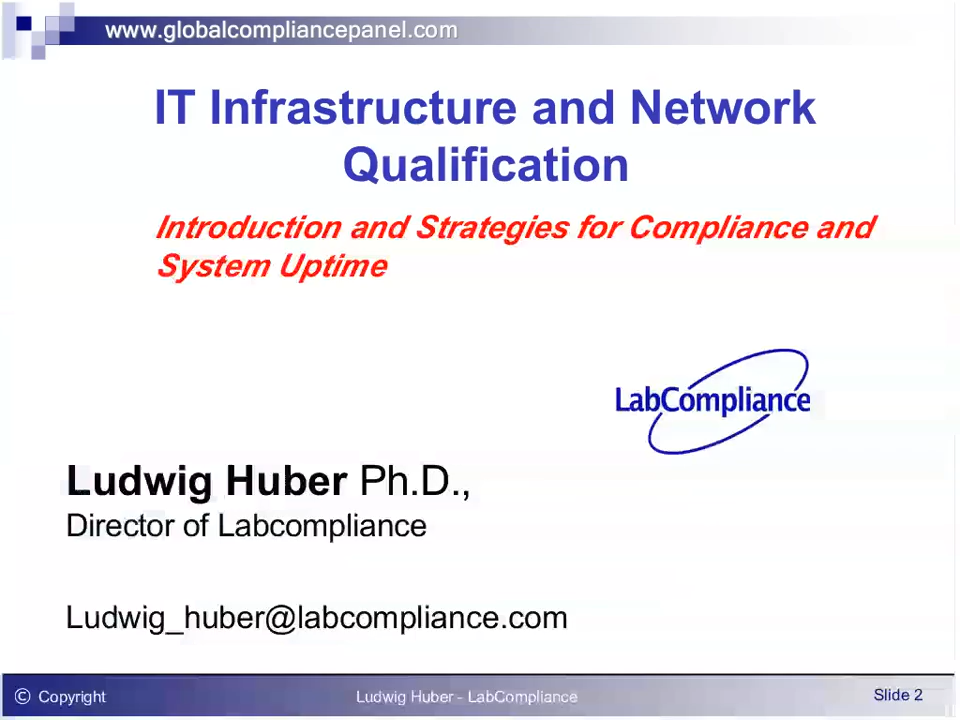 www.globalcompliancepanel.com
IT Infrastructure and Network
Qualification
Introduction and Strategies for Compliance and
System Uptime
LabCompliance
Ludwig Huber Ph.D.,
Director of Labcompliance
Ludwig_huber@labcompliance.com
© Copyright
Ludwig Huber - LabCompliance
Slide 2